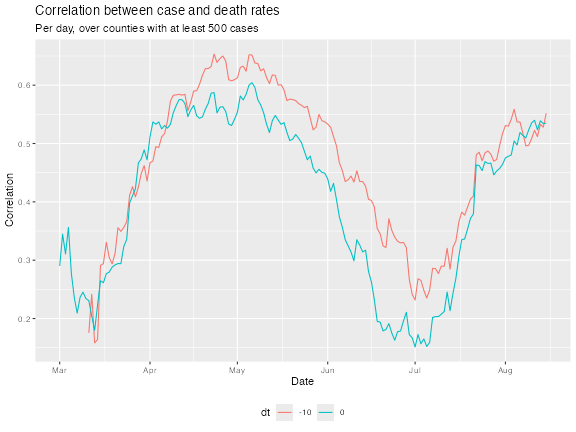 Correlation between case and death rates
Per day, over counties with at least 500 cases
Correlation
0.6
0.5
0.4
0.3
0.2
Mar Apr May Jun Jul Aug
Date
dt -10 0